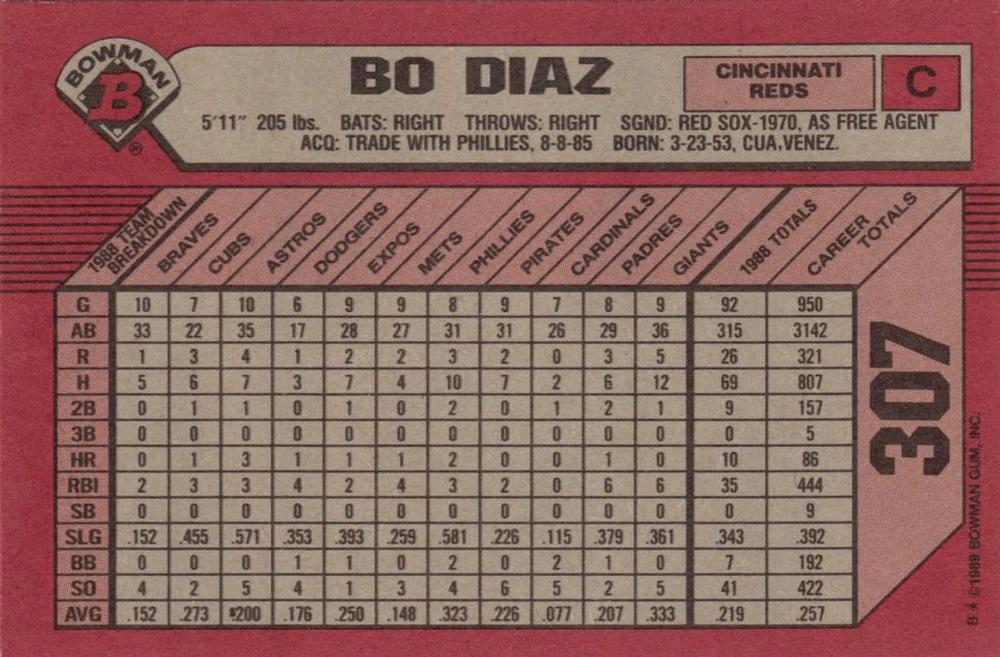 BOWMAN
B
®
BO DIAZ
CINCINNATI
REDS
C
5'11" 205 lbs. BATS: RIGHT THROWS: RIGHT SGND: RED SOX-1970, AS FREE AGENT
ACQ: TRADE WITH PHILLIES, 8-8-85 BORN: 3-23-53, CUA,VENEZ.
1988 TEAM BREAKDOWN BRAVES CUBS ASTROS DODGERS EXPOS METS PHILLIES PIRATES CARDINALS PADRES GIANTS 1988 TOTALS CAREER TOTALS
G 10 7 10 6 9 9 8 9 7 8 9 92 950
AB 33 22 35 17 28 27 31 31 26 29 36 315 3142
R 1 3 4 1 2 2 3 2 0 3 5 26 321
H 5 6 7 3 7 4 10 7 2 6 12 69 807
2B 0 1 1 0 1 0 2 0 1 2 1 9 157
3B 0 0 0 0 0 0 0 0 0 0 0 0 5
HR 0 1 3 1 1 1 2 0 0 1 0 10 86
RBI 2 3 3 4 2 4 3 2 0 6 6 35 444
SB 0 0 0 0 0 0 0 0 0 0 0 0 9
SLG .152 .455 .571 .353 .393 .259 .581 .226 .115 .379 .361 .343 .392
BB 0 0 0 1 1 0 2 0 2 1 0 7 192
SO 4 2 5 4 1 3 4 6 5 2 5 41 422
AVG .152 .273 .200 .176 .250 .148 .323 .226 .077 .207 .333 .219 .257
307
B * ©1989 BOWMAN GUM, INC.